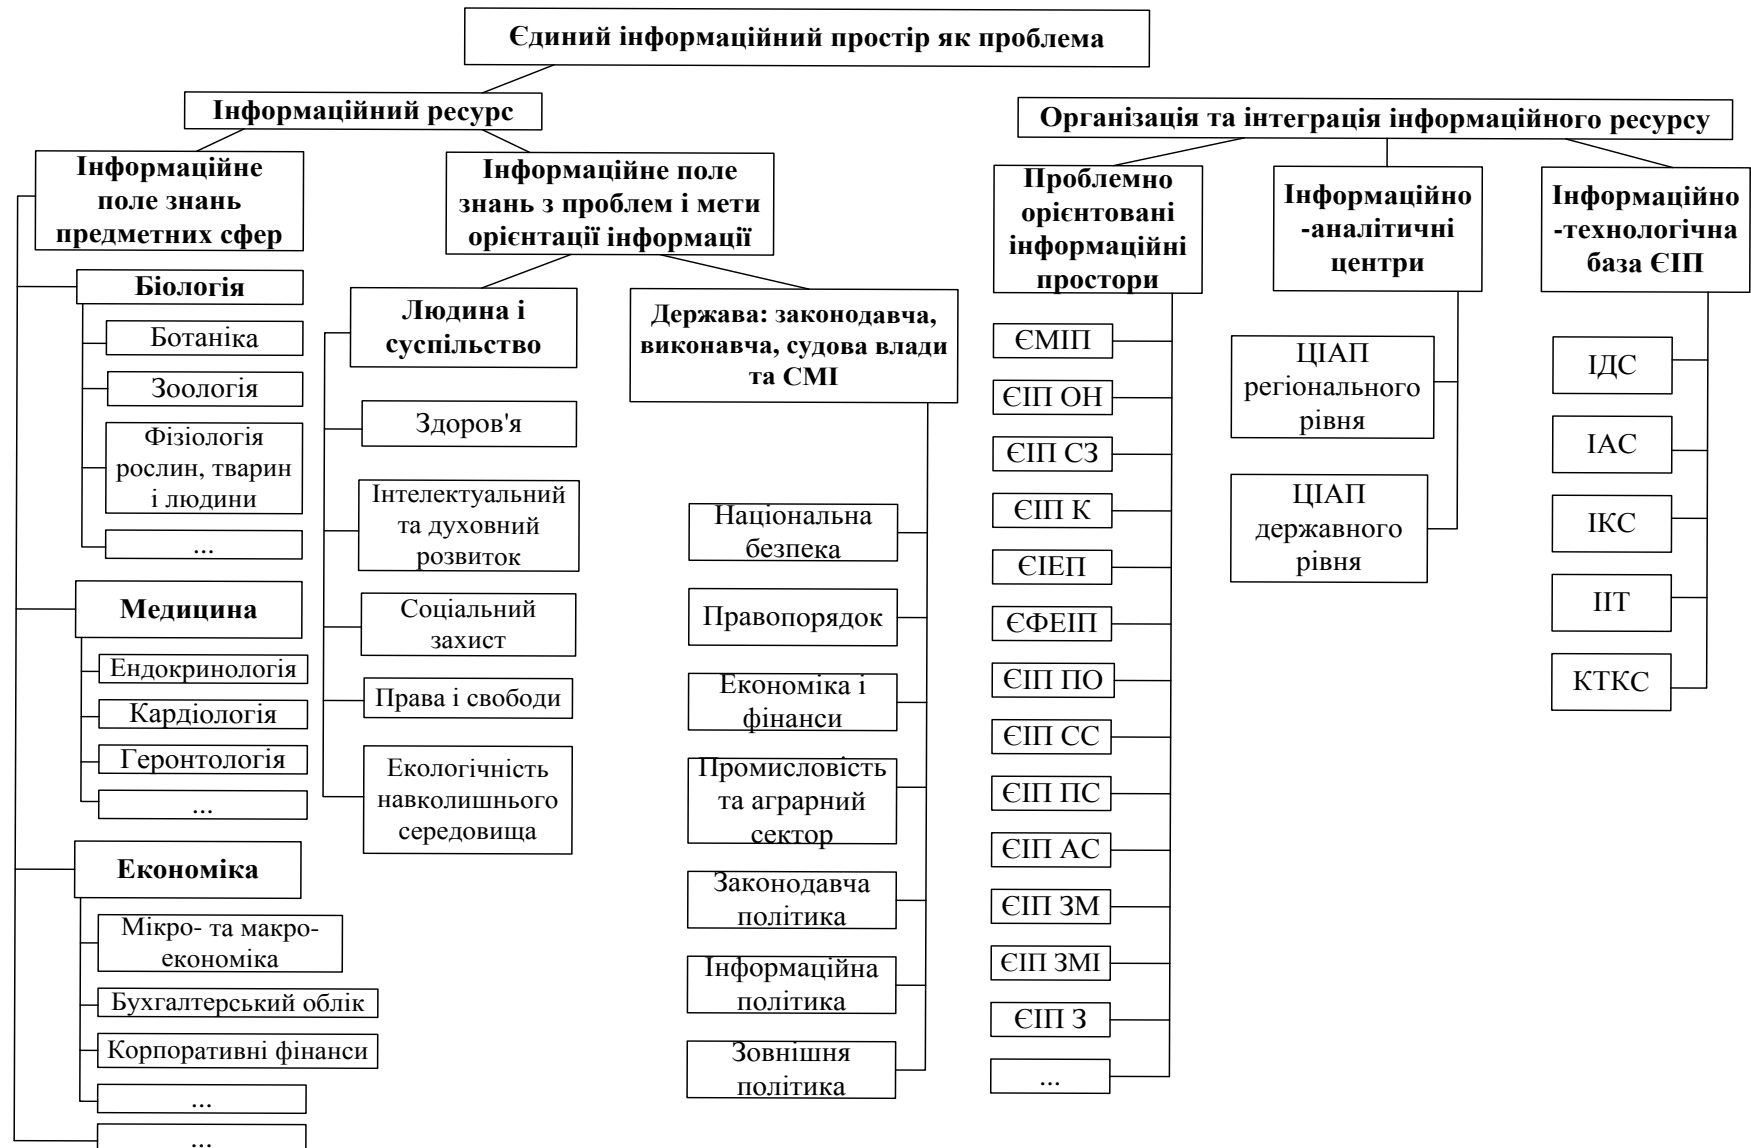 Єдиний інформаційний простір як проблема
Інформаційний ресурс
Інформаційне
поле знань
предметних сфер
Біологія
Ботаніка
Зоологія
Фізіологія
рослин, тварин
і людини
...
Медицина
Ендокринологія
Кардіологія
Геронтологія
...
Економіка
Мікро- та макро-
економіка
Бухгалтерський облік
Корпоративні фінанси
...
...
Інформаційне поле
знань з проблем і мети
орієнтації інформації
Людина і
суспільство
Здоров'я
Інтелектуальний
та духовний
розвиток
Соціальний
захист
Права і свободи
Екологічність
навколишнього
середовища
Держава: законодавча,
виконавча, судова влади
та СМІ
Національна
безпека
Правопорядок
Економіка і
фінанси
Промисловість
та аграрний
сектор
Законодавча
політика
Інформаційна
політика
Зовнішня
політика
Організація та інтеграція інформаційного ресурсу
Проблемно
орієнтовані
інформаційні
простори
ЄМІП
ЄІП ОН
ЄІП СЗ
ЄІП К
ЄІЕП
ЄФЕІП
ЄІП ПО
ЄІП СС
ЄІП ПС
ЄІП АС
ЄІП ЗМ
ЄІП ЗМІ
ЄІП З
...
Інформаційно
-аналітичні
центри
ЦІАП
регіонального
рівня
ЦІАП
державного
рівня
Інформаційно
-технологічна
база ЄІП
ІДС
ІАС
ІКС
ІІТ
КТКС